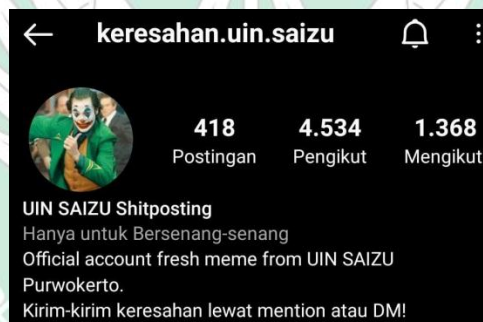 keresahan.uin.saizu
418 4.534 1.368
Postingan Pengikut Mengikut
UIN SAIZU Shitposting
Hanya untuk Bersenang-senang
Official account fresh meme from UIN SAIZU
Purwokerto.
Kirim-kirim keresahan lewat mention atau DM!